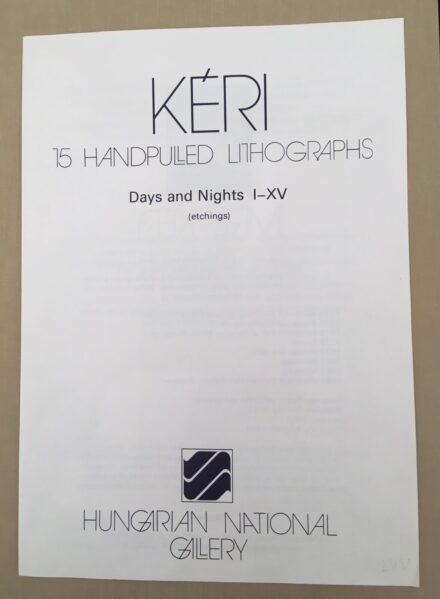 KÉRI
15 HANDPULLED LITHOGRAPHS
Days and Nights I–XV
(etchings)
HUNGARIAN NATIONAL
GALLERY